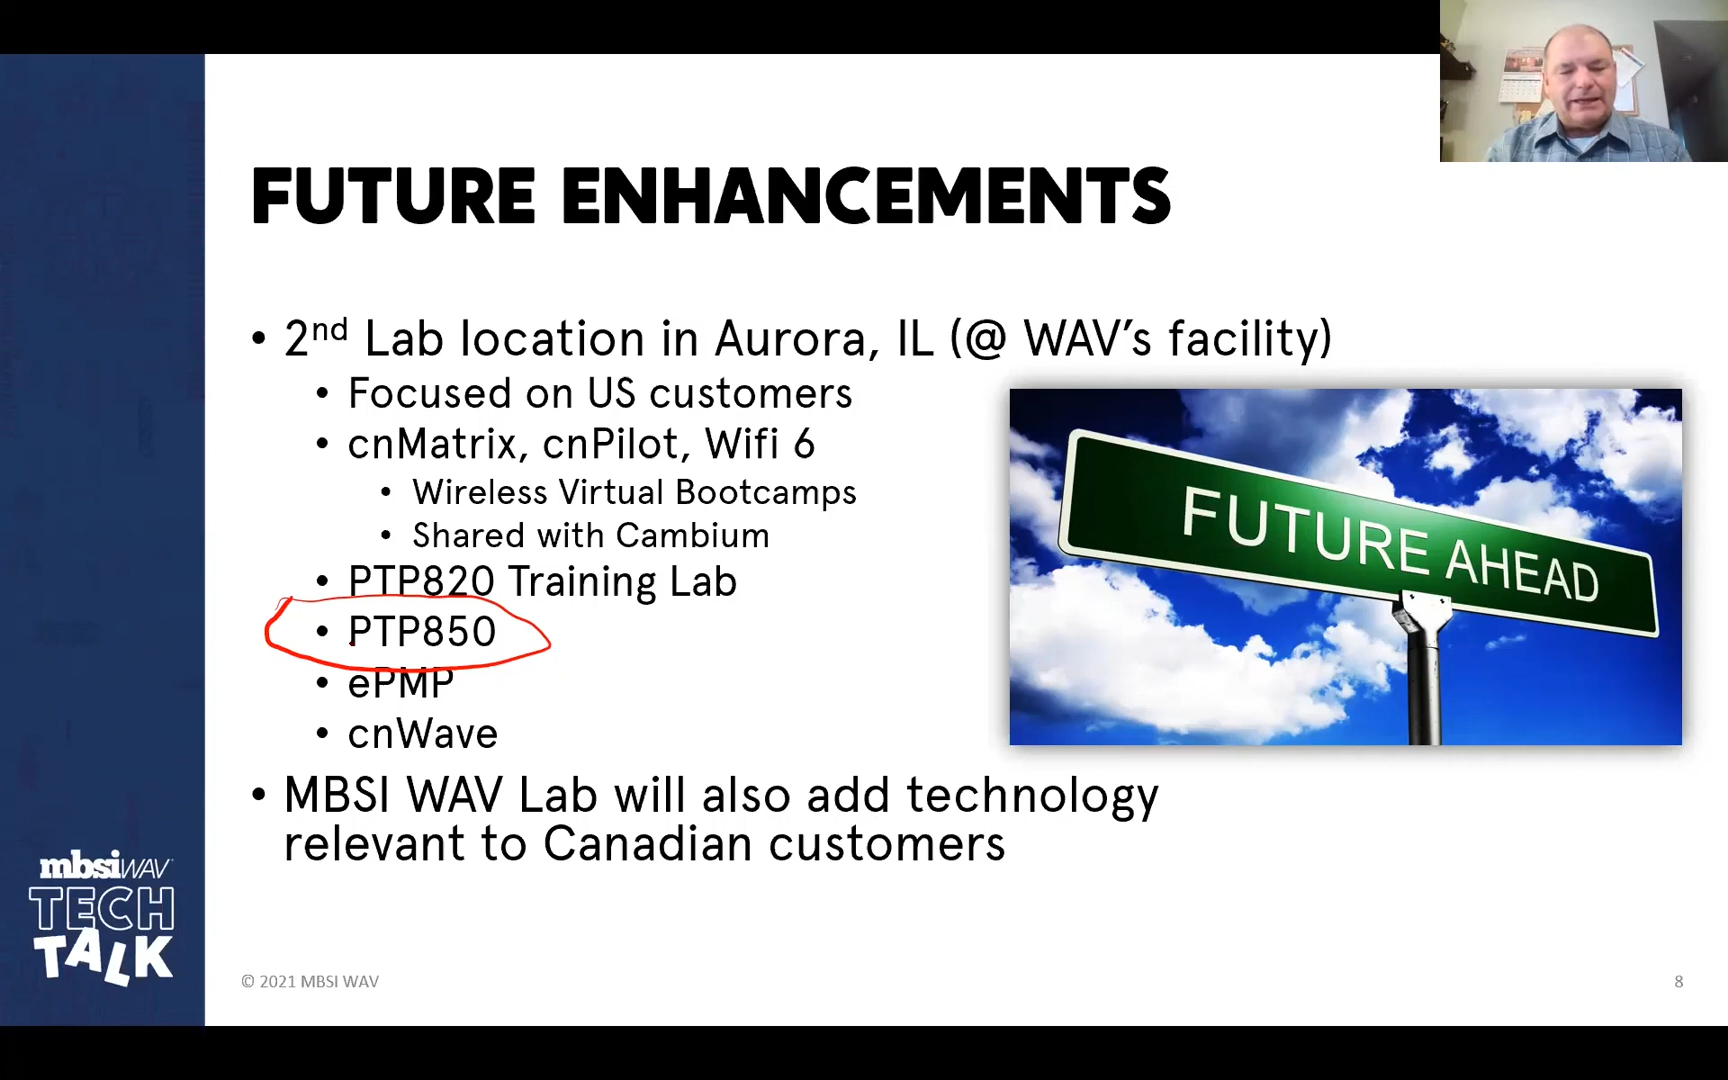 FUTURE ENHANCEMENTS
• 2nd Lab location in Aurora, IL (@ WAV's facility)
• Focused on US customers
• cnMatrix, cnPilot, Wifi 6
• Wireless Virtual Bootcamps
• Shared with Cambium
• PTP820 Training Lab
• PTP850
• ePMP
• cnWave
• MBSI WAV Lab will also add technology
relevant to Canadian customers
FUTURE AHEAD
mbsiWAV
TECH
TALK
© 2021 MBSI WAV
8